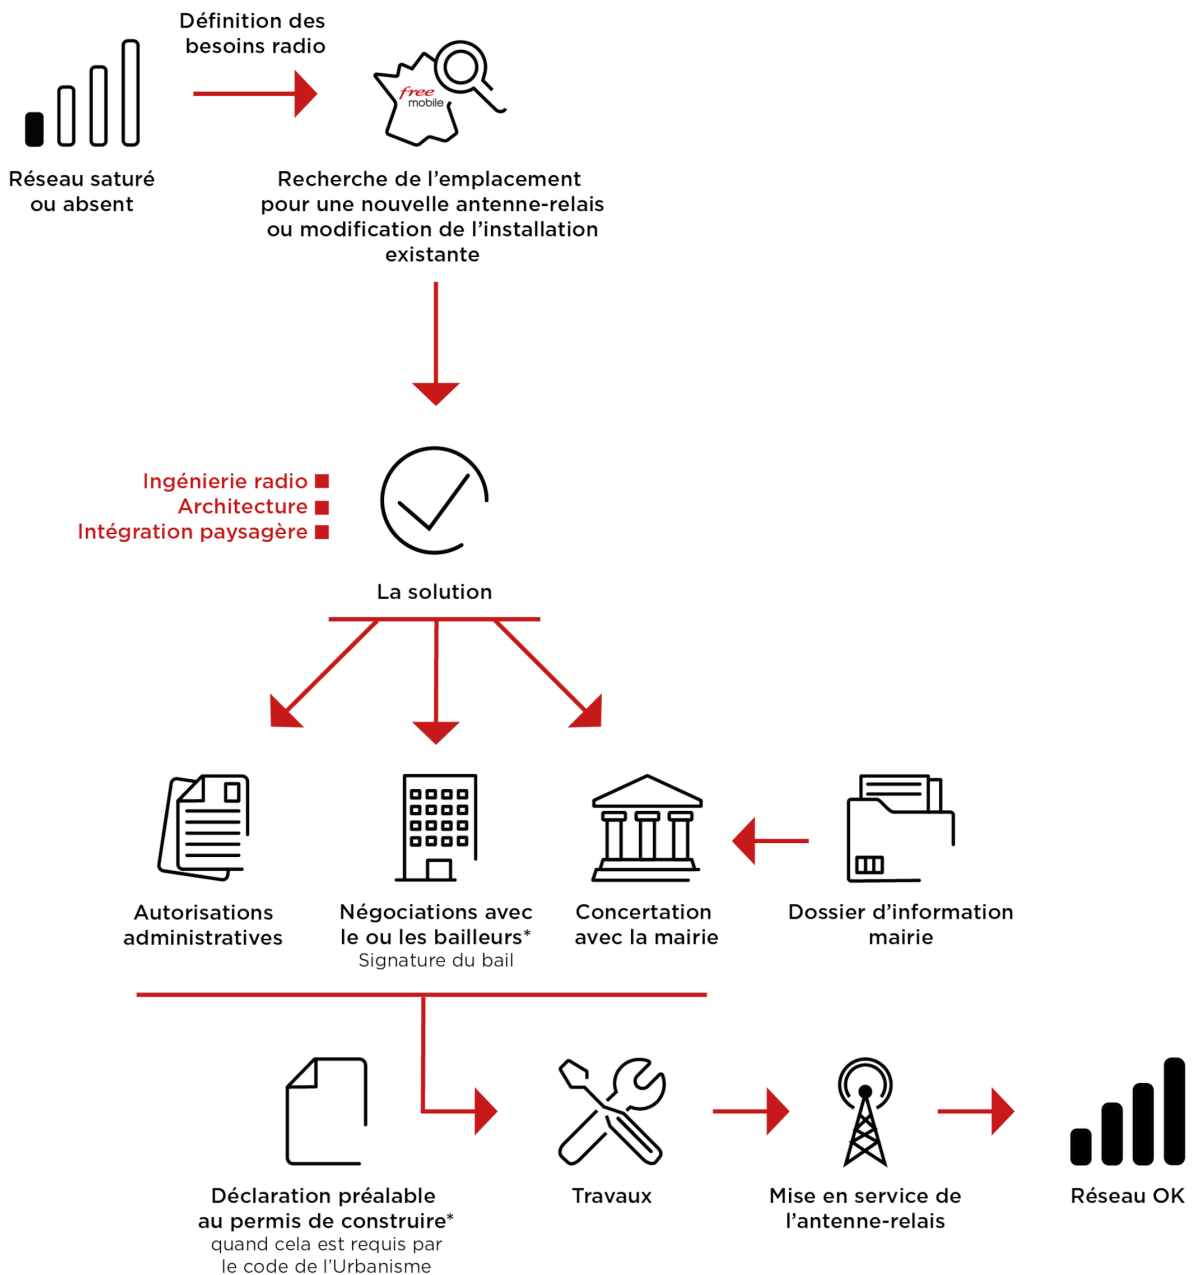 Définition des
besoins radio
free
mobile
Réseau saturé
ou absent
Recherche de l’emplacement
pour une nouvelle antenne-relais
ou modification de l’installation
existante
Ingénierie radio
Architecture
Intégration paysagère
La solution
Autorisations
administratives
Négociations avec
le ou les bailleurs*
Signature du bail
Concertation
avec la mairie
Dossier d’information
mairie
Déclaration préalable
au permis de construire*
quand cela est requis par
le code de l’Urbanisme
Travaux
Mise en service de
l’antenne-relais
Réseau OK